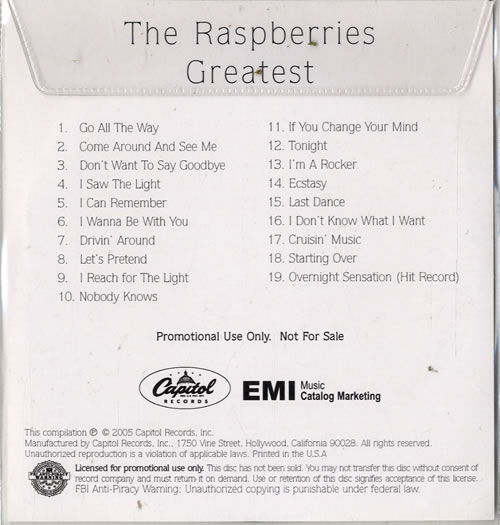 The Raspberries
Greatest
1. Go All The Way
2. Come Around And See Me
3. Don't Want To Say Goodbye
4. I Saw The Light
5. I Can Remember
6. I Wanna Be With You
7. Drivin' Around
8. Let's Pretend
9. I Reach for The Light
10. Nobody Knows
11. If You Change Your Mind
12. Tonight
13. I'm A Rocker
14. Ecstasy
15. Last Dance
16. I Don't Know What I Want
17. Cruisin' Music
18. Starting Over
19. Overnight Sensation (Hit Record)
Promotional Use Only. Not For Sale
Capitol
RECORDS
EMI Music
Catalog Marketing
This compilation ℗ © 2005 Capitol Records, Inc.
Manufactured by Capitol Records, Inc., 1750 Vine Street, Hollywood, California 90028. All rights reserved.
Unauthorized reproduction is a violation of applicable laws. Printed in the U.S.A
Licensed for promotional use only. This disc has not been sold. You may not transfer this disc without consent of
record company and must return it on demand. Use or retention of this disc signifies acceptance of this license.
FBI Anti-Piracy Warning: Unauthorized copying is punishable under federal law.